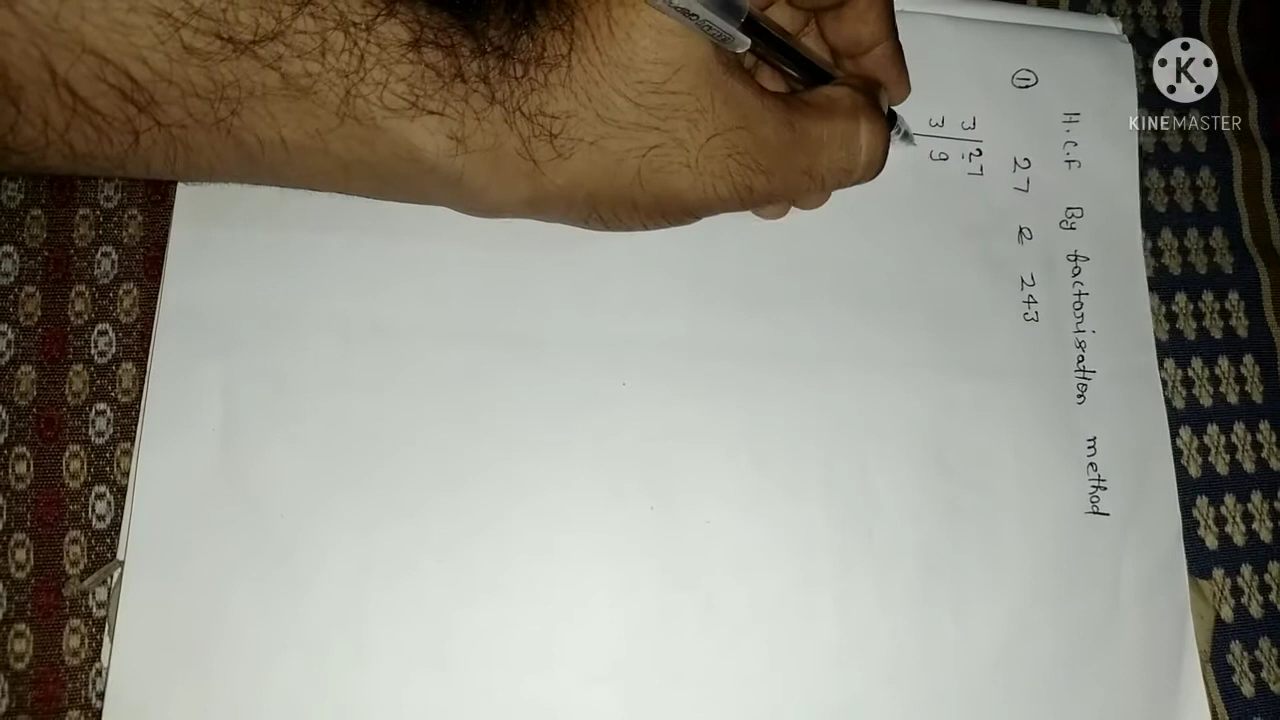 H.C.F By factorisation method
① 27 & 243
3 | 27
3 | 9
KINEMASTER